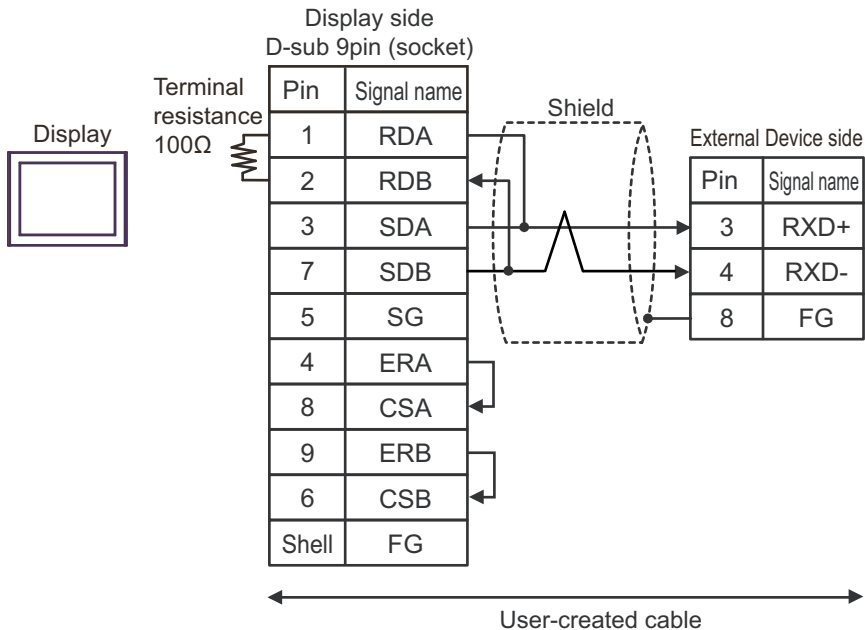 Display side
D-sub 9pin (socket)
Terminal
resistance
100Ω
Display
Pin Signal name
1 RDA
2 RDB
3 SDA
7 SDB
5 SG
4 ERA
8 CSA
9 ERB
6 CSB
Shell FG
Shield
External Device side
Pin Signal name
3 RXD+
4 RXD-
8 FG
User-created cable